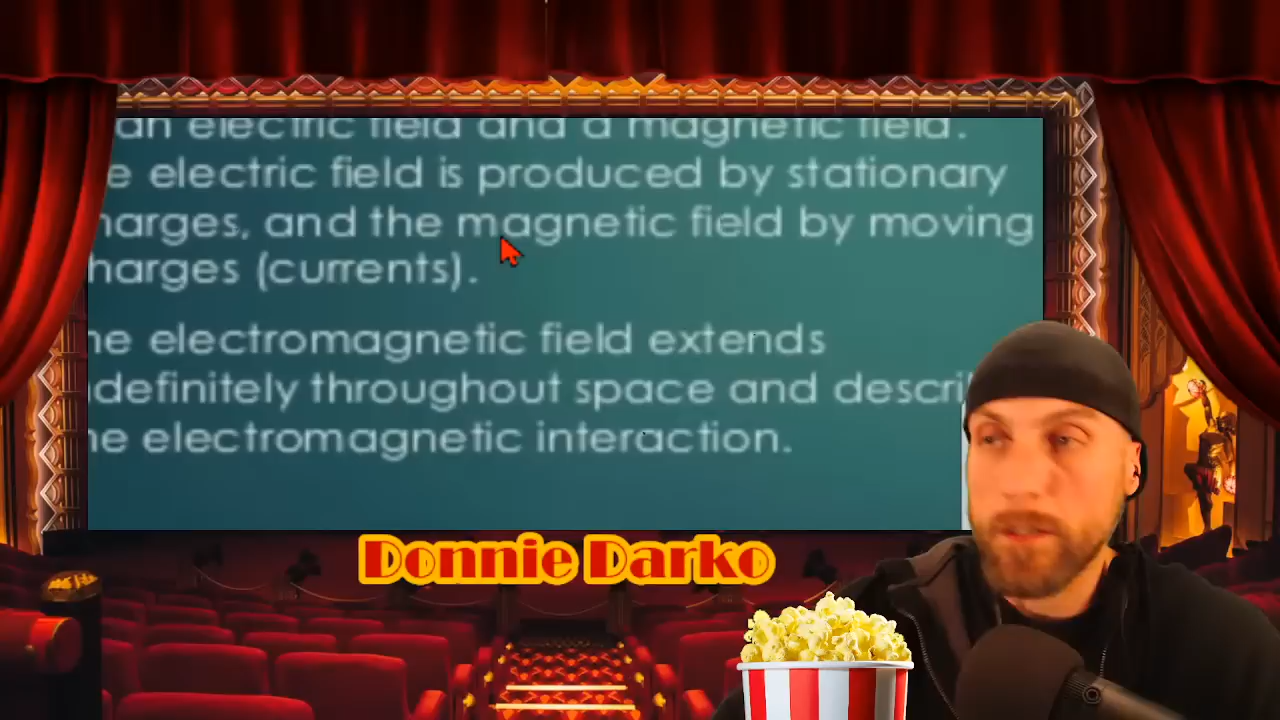 an electric field and a magnetic field.
e electric field is produced by stationary
harges, and the magnetic field by moving
harges (currents).
he electromagnetic field extends
definitely throughout space and descri
he electromagnetic interaction.
Donnie Darko